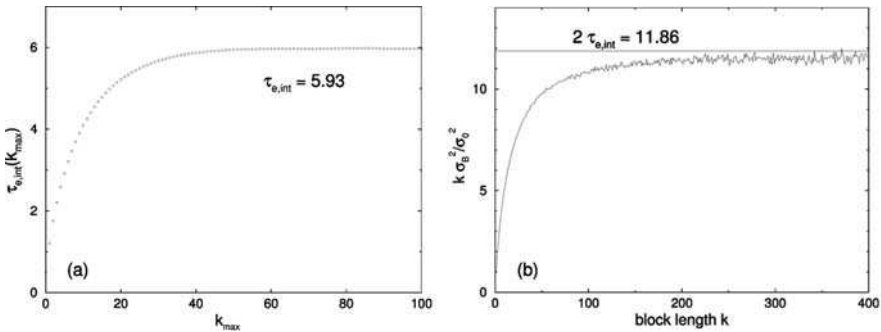 6
4
2
0
τe,int(kmax)
τe,int = 5.93
(a)
0 20 40 60 80 100
kmax
10
5
0
k σB²/σ0²
2 τe,int = 11.86
(b)
0 100 200 300 400
block length k